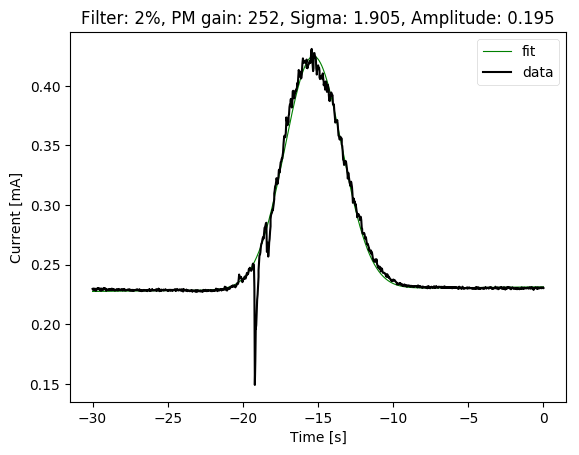 Filter: 2%, PM gain: 252, Sigma: 1.905, Amplitude: 0.195
fit
data
0.40
0.35
0.30
0.25
0.20
0.15
Current [mA]
−30
−25
−20
−15
−10
−5
0
Time [s]